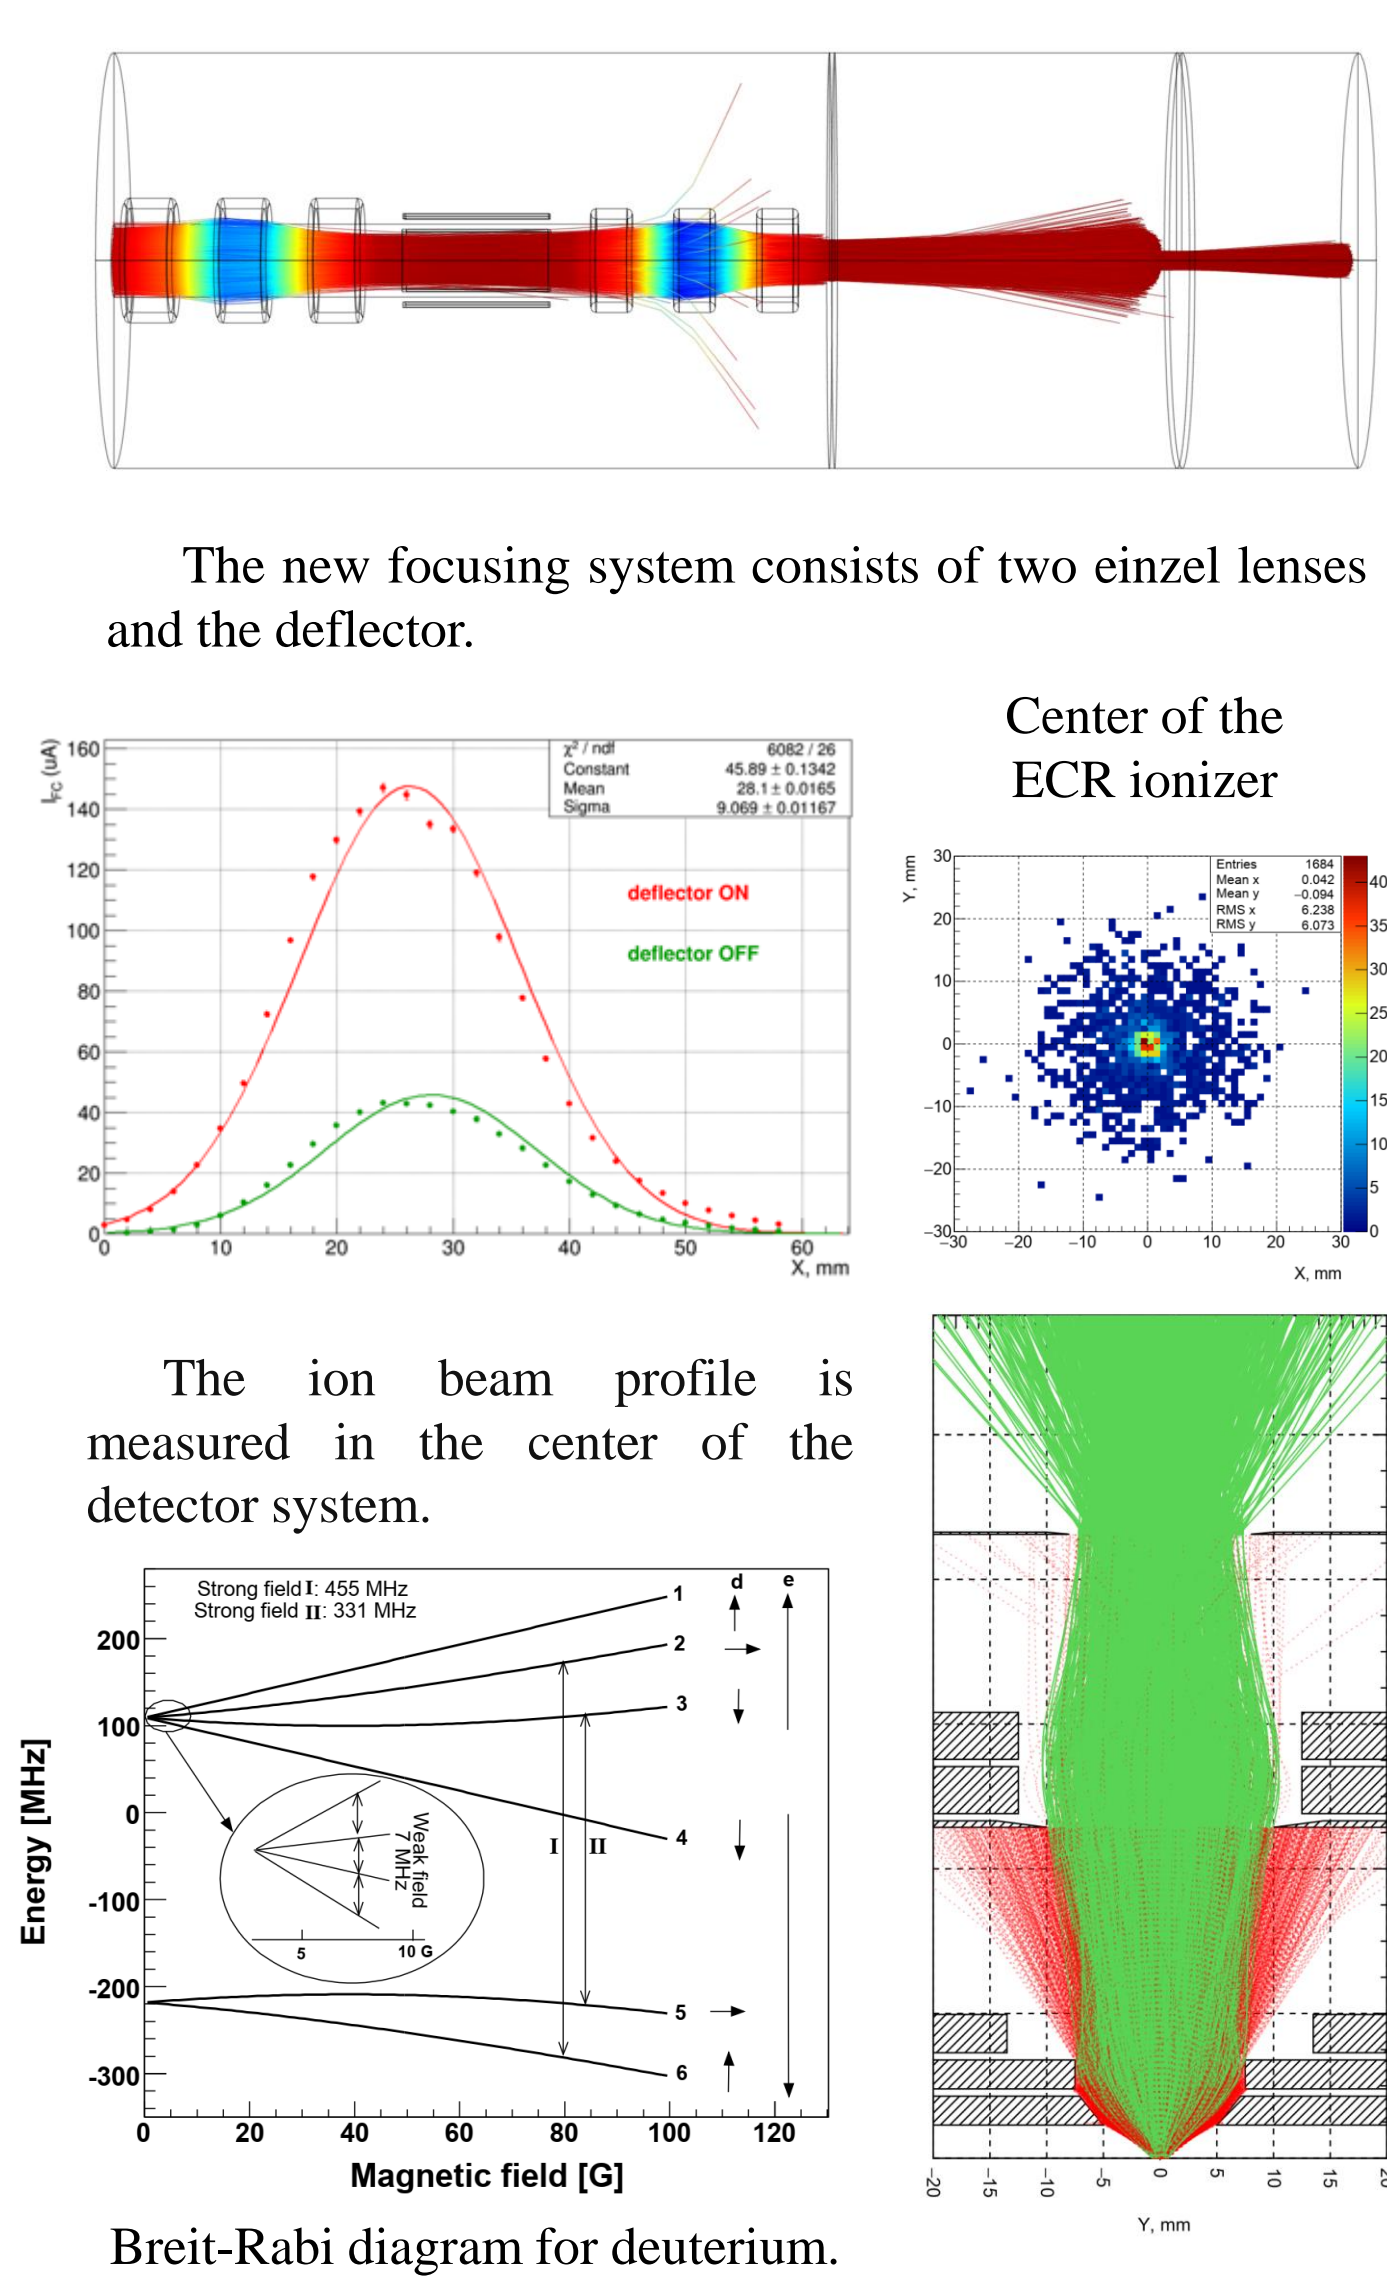 The new focusing system consists of two einzel lenses
and the deflector.
Center of the
ECR ionizer
I_FC (uA)
160
140
120
100
80
60
40
20
0
χ² / ndf 6082 / 26
Constant 45.89 ± 0.1342
Mean 28.1 ± 0.0165
Sigma 9.069 ± 0.01167
deflector ON
deflector OFF
10 20 30 40 50 60
X, mm
Y, mm
30
20
10
0
−10
−20
−30
Entries 1684
Mean x 0.042
Mean y −0.094
RMS x 6.238
RMS y 6.073
40
35
30
25
20
15
10
5
0
−30 −20 −10 0 10 20 30
X, mm
The ion beam profile is
measured in the center of the
detector system.
Strong field I: 455 MHz
Strong field II: 331 MHz
d e
1
2
3
4
5
6
I II
Weak field
7 MHz
5 10 G
Energy [MHz]
200
100
0
-100
-200
-300
0 20 40 60 80 100 120
Magnetic field [G]
Breit-Rabi diagram for deuterium.
−20 −15 −10 −5 0 5 10 15
Y, mm